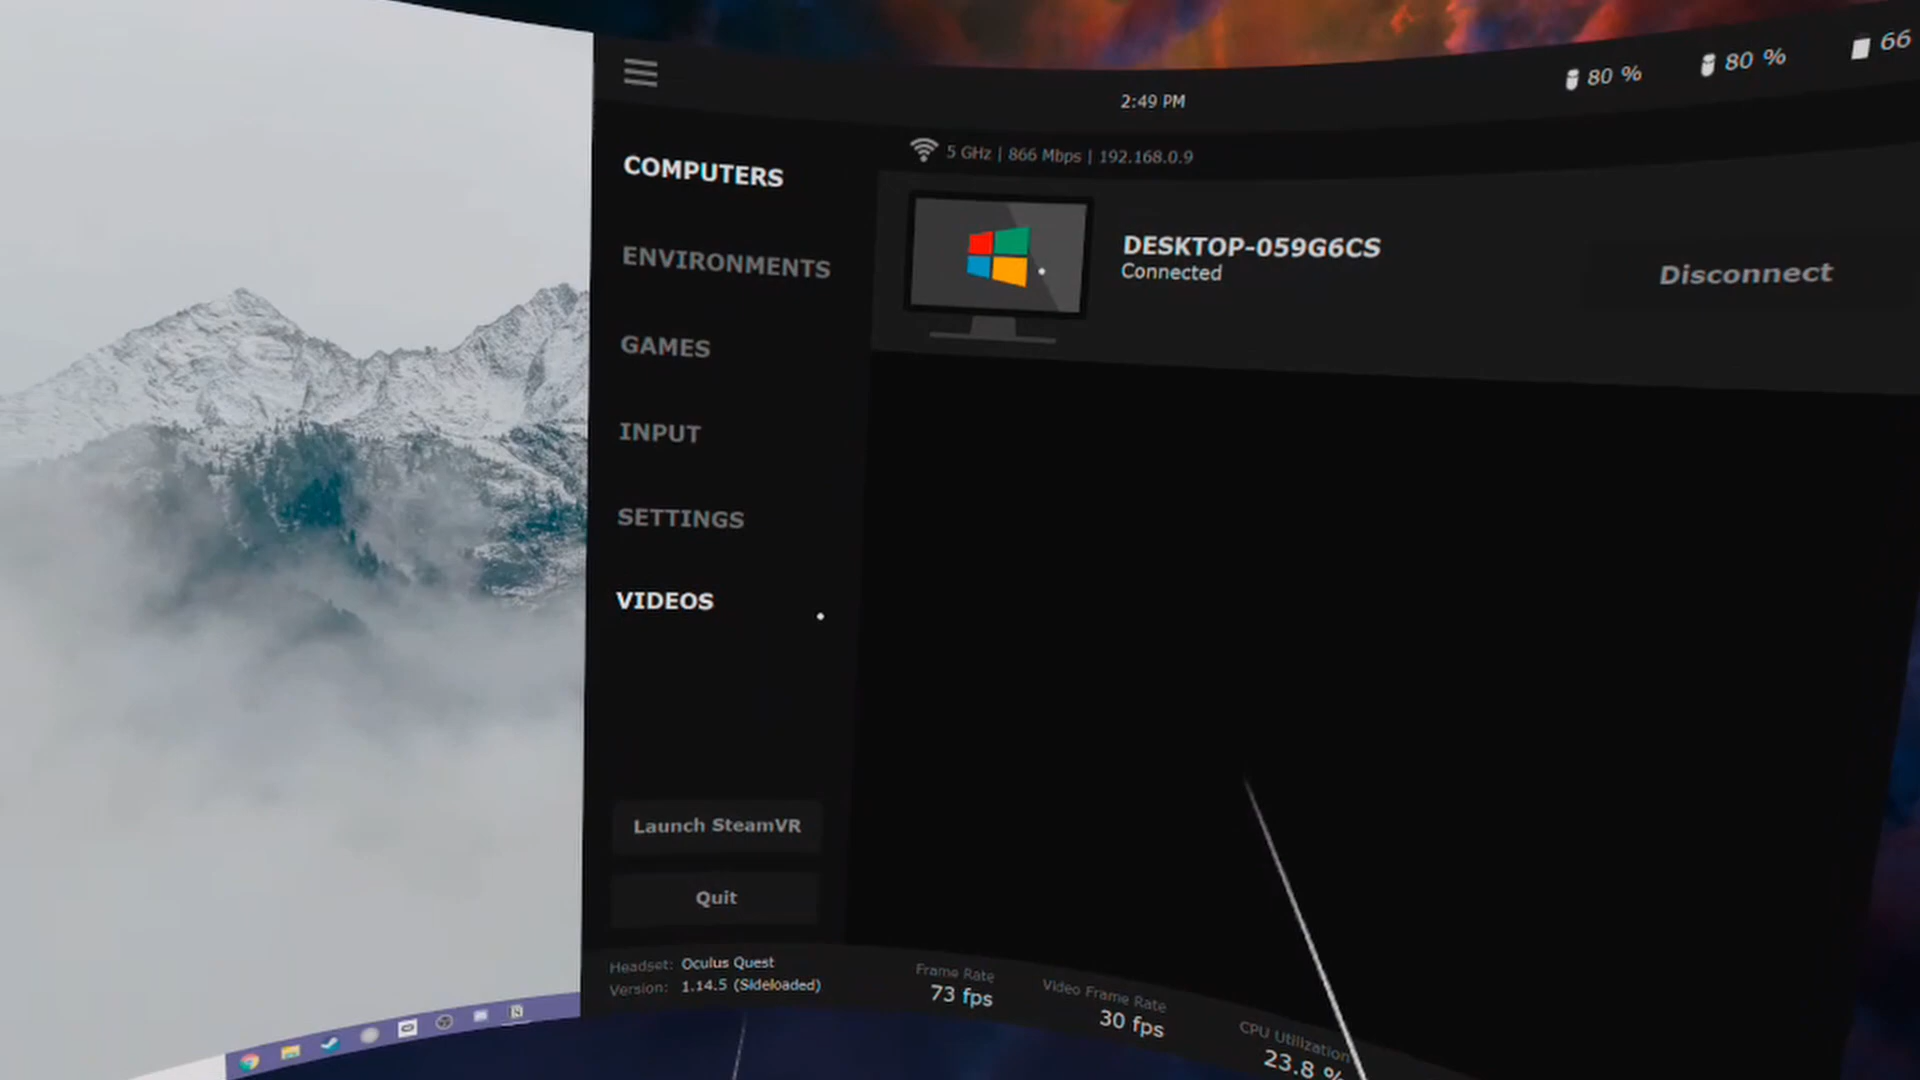 2:49 PM
80 %
80 %
66
5 GHz | 866 Mbps | 192.168.0.9
COMPUTERS
ENVIRONMENTS
GAMES
INPUT
SETTINGS
VIDEOS
DESKTOP-059G6CS
Connected
Disconnect
Launch SteamVR
Quit
Headset: Oculus Quest
Version: 1.14.5 (Sideloaded)
Frame Rate
73 fps
Video Frame Rate
30 fps
CPU Utilization
23.8 %